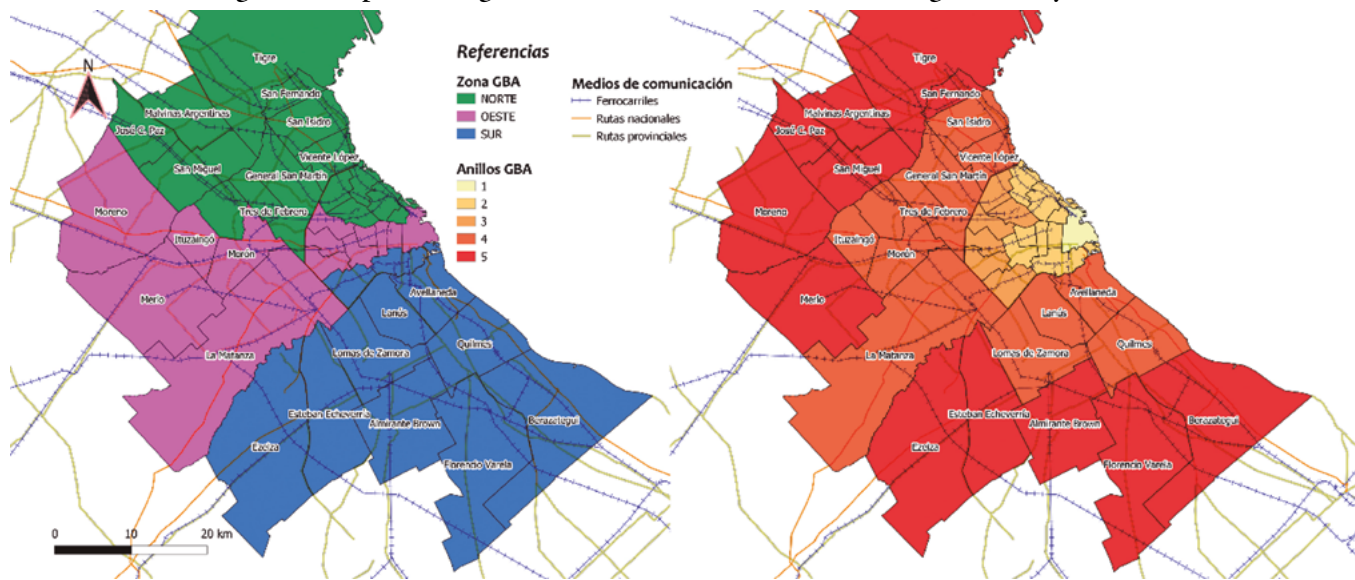 N
Tigre
San Fernando
Malvinas Argentinas
San Isidro
José C. Paz
Vicente López
San Miguel
General San Martín
Moreno
Tres de Febrero
Ituzaingó
Morón
Merlo
Avellaneda
Lanús
La Matanza
Lomas de Zamora
Quilmes
Esteban Echeverría
Almirante Brown
Berazategui
Ezeiza
Florencio Varela
0 10 20 km
Referencias
Zona GBA
NORTE
OESTE
SUR
Anillos GBA
1
2
3
4
5
Medios de comunicación
Ferrocarriles
Rutas nacionales
Rutas provinciales
Tigre
San Fernando
Malvinas Argentinas
San Isidro
José C. Paz
Vicente López
San Miguel
General San Martín
Moreno
Tres de Febrero
Ituzaingó
Morón
Merlo
Avellaneda
Lanús
La Matanza
Lomas de Zamora
Quilmes
Esteban Echeverría
Almirante Brown
Berazategui
Ezeiza
Florencio Varela